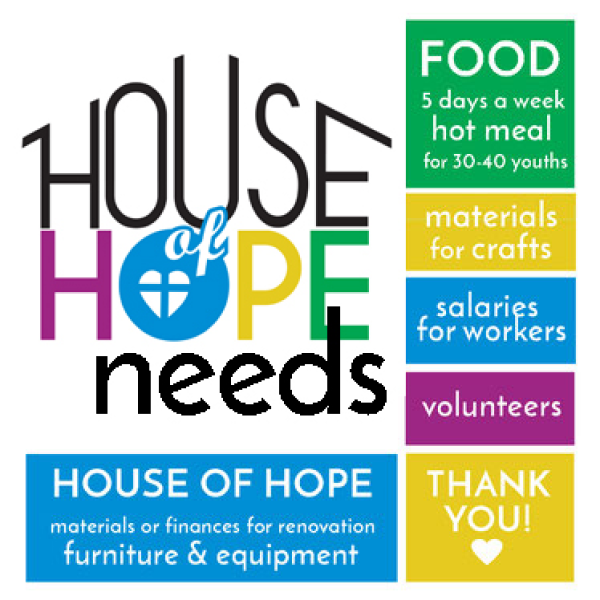 HOUSE
of
HOPE
needs
FOOD
5 days a week
hot meal
for 30-40 youths
materials
for crafts
salaries
for workers
volunteers
HOUSE OF HOPE
materials or finances for renovation
furniture & equipment
THANK
YOU!